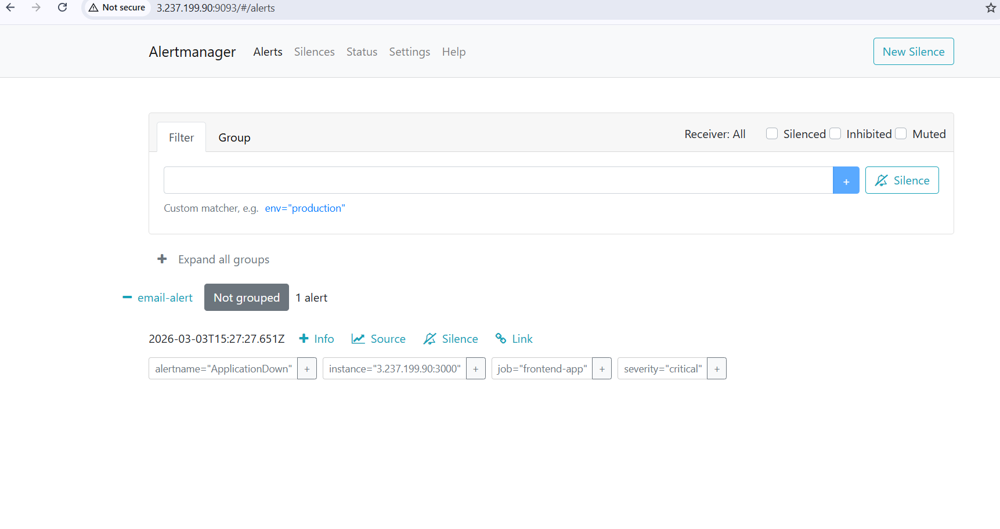 Not secure 3.237.199.90:9093/#/alerts
Alertmanager Alerts Silences Status Settings Help New Silence
Filter Group Receiver: All Silenced Inhibited Muted
+ Silence
Custom matcher, e.g. env="production"
+ Expand all groups
− email-alert Not grouped 1 alert
2026-03-03T15:27:27.651Z + Info Source Silence Link
alertname="ApplicationDown" + instance="3.237.199.90:3000" + job="frontend-app" + severity="critical" +